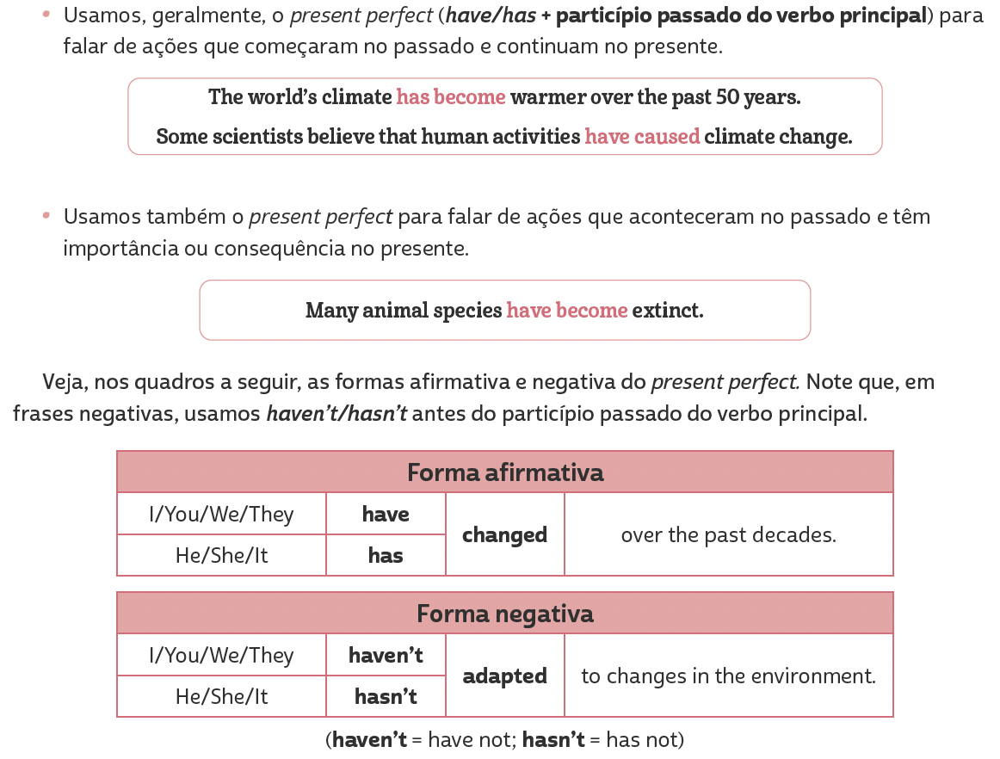 • Usamos, geralmente, o present perfect (have/has + particípio passado do verbo principal) para
falar de ações que começaram no passado e continuam no presente.
The world's climate has become warmer over the past 50 years.
Some scientists believe that human activities have caused climate change.
• Usamos também o present perfect para falar de ações que aconteceram no passado e têm
importância ou consequência no presente.
Many animal species have become extinct.
Veja, nos quadros a seguir, as formas afirmativa e negativa do present perfect. Note que, em
frases negativas, usamos haven't/hasn't antes do particípio passado do verbo principal.
Forma afirmativa
I/You/We/They have
changed over the past decades.
He/She/It has
Forma negativa
I/You/We/They haven't
adapted to changes in the environment.
He/She/It hasn't
(haven't = have not; hasn't = has not)